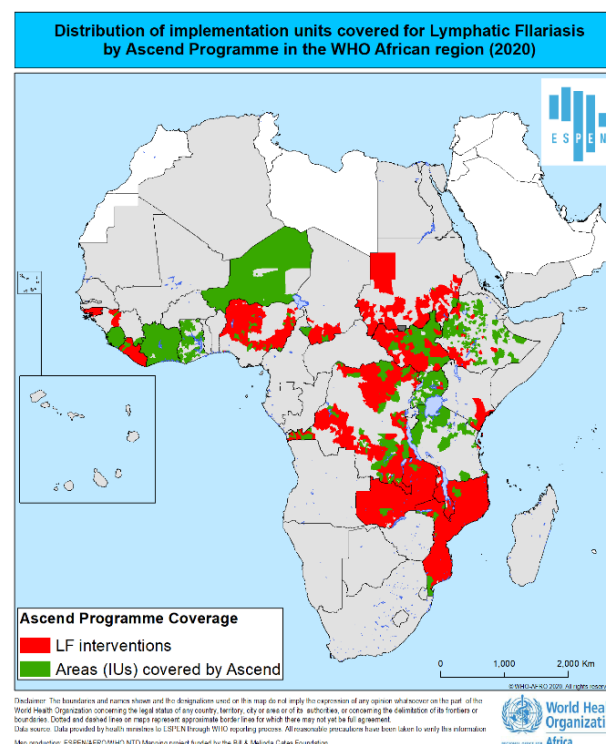 Distribution of implementation units covered for Lymphatic FIlariasis
by Ascend Programme in the WHO African region (2020)
ESPEN
Ascend Programme Coverage
LF interventions
Areas (IUs) covered by Ascend
0 1,000 2,000 Km
© WHO-AFRO 2020. All rights reserve
Disclaimer: The boundaries and names shown and the designations used on this map do not imply the expression of any opinion whatsoever on the part of the
World Health Organization concerning the legal status of any country, territory, city or area or of its authorities, or concerning the delimitation of its frontiers or
boundaries. Dotted and dashed lines on maps represent approximate border lines for which there may not yet be full agreement.
Data source: Data provided by health ministries to ESPEN through WHO reporting process. All reasonable precautions have been taken to verify this information
Map production: ESPEN/AFRO/WHO NTD Mapping project funded by the Bill & Melinda Gates Foundation
World Hea
Organizati
Africa